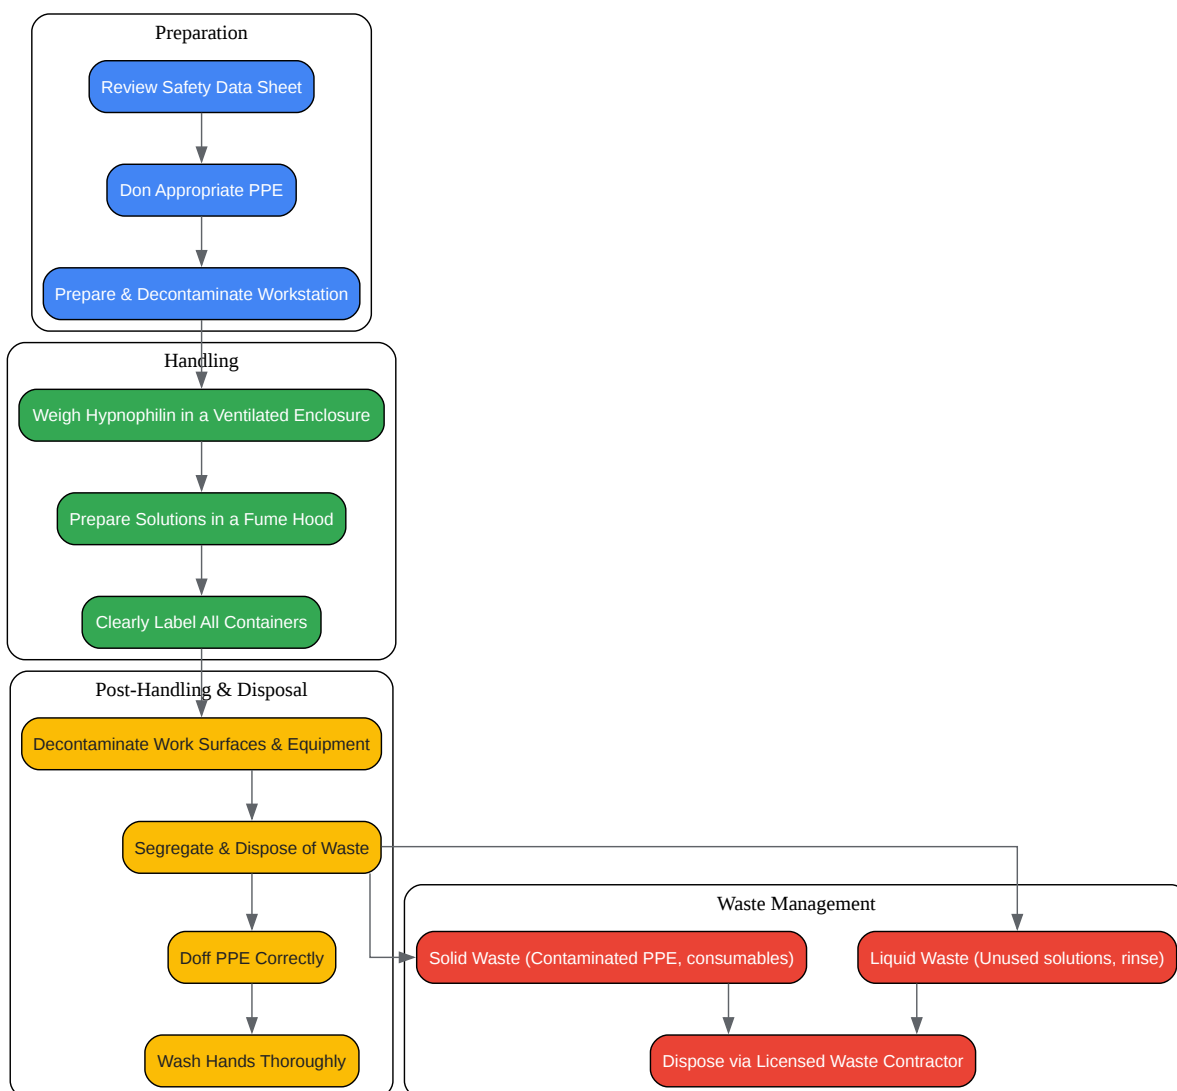 Preparation
Review Safety Data Sheet
Don Appropriate PPE
Prepare & Decontaminate Workstation
Handling
Weigh Hypnophilin in a Ventilated Enclosure
Prepare Solutions in a Fume Hood
Clearly Label All Containers
Post-Handling & Disposal
Decontaminate Work Surfaces & Equipment
Segregate & Dispose of Waste
Doff PPE Correctly
Wash Hands Thoroughly
Waste Management
Solid Waste (Contaminated PPE, consumables)
Liquid Waste (Unused solutions, rinse)
Dispose via Licensed Waste Contractor